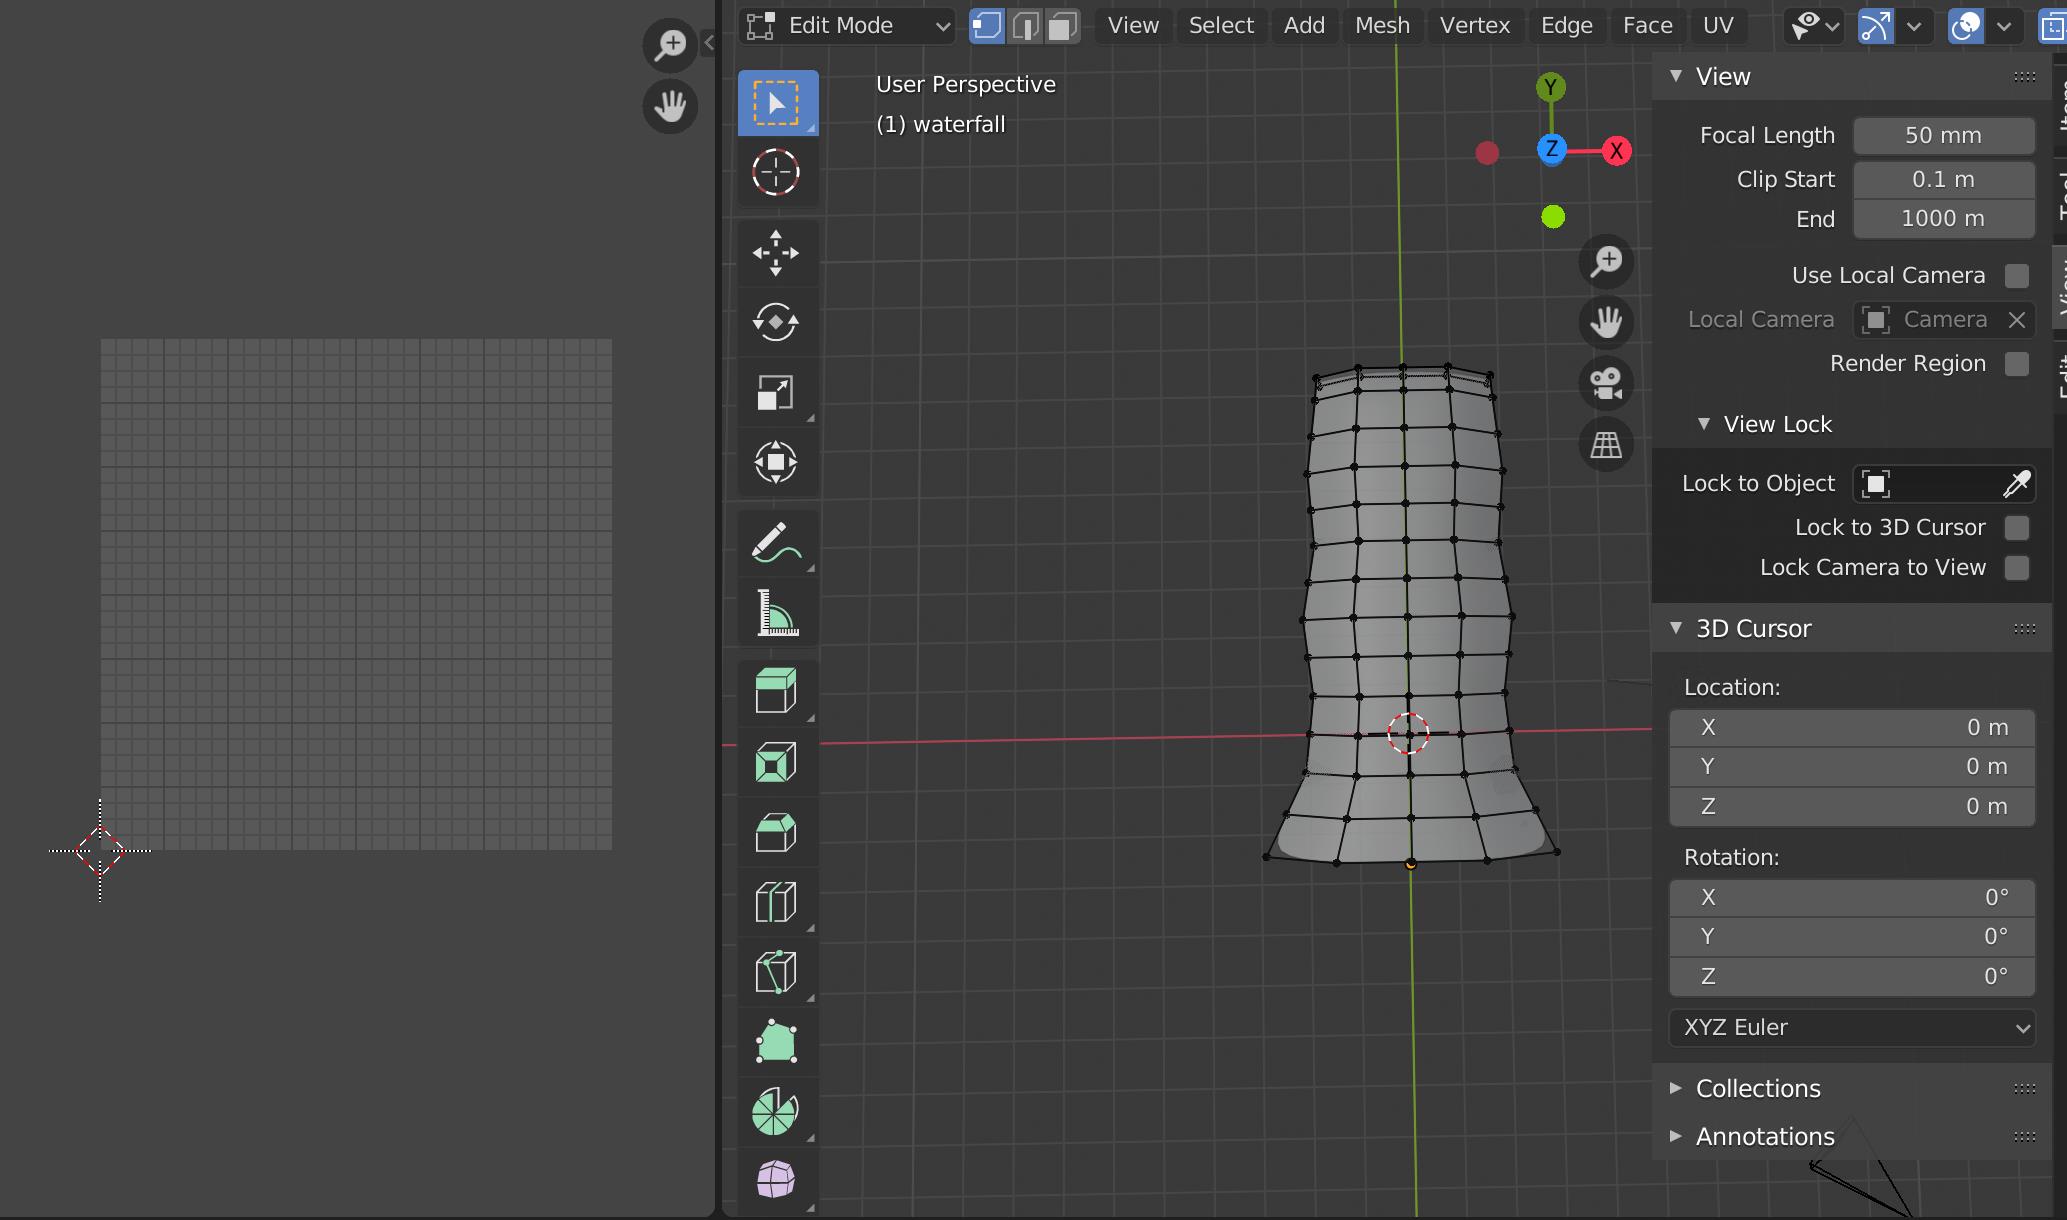 Edit Mode
View
Select
Add
Mesh
Vertex
Edge
Face
UV
User Perspective
(1) waterfall
Y
Z
X
View
Focal Length
50 mm
Clip Start
0.1 m
End
1000 m
Use Local Camera
Local Camera
Camera
Render Region
View Lock
Lock to Object
Lock to 3D Cursor
Lock Camera to View
3D Cursor
Location:
X
0 m
Y
0 m
Z
0 m
Rotation:
X
0°
Y
0°
Z
0°
XYZ Euler
Collections
Annotations